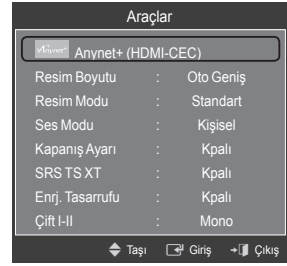 Araçlar
Anynet+ Anynet+ (HDMI-CEC)
Resim Boyutu : Oto Geniş
Resim Modu : Standart
Ses Modu : Kişisel
Kapanış Ayarı : Kpalı
SRS TS XT : Kpalı
Enrj. Tasarrufu : Kpalı
Çift I-II : Mono
Taşı Giriş Çıkış